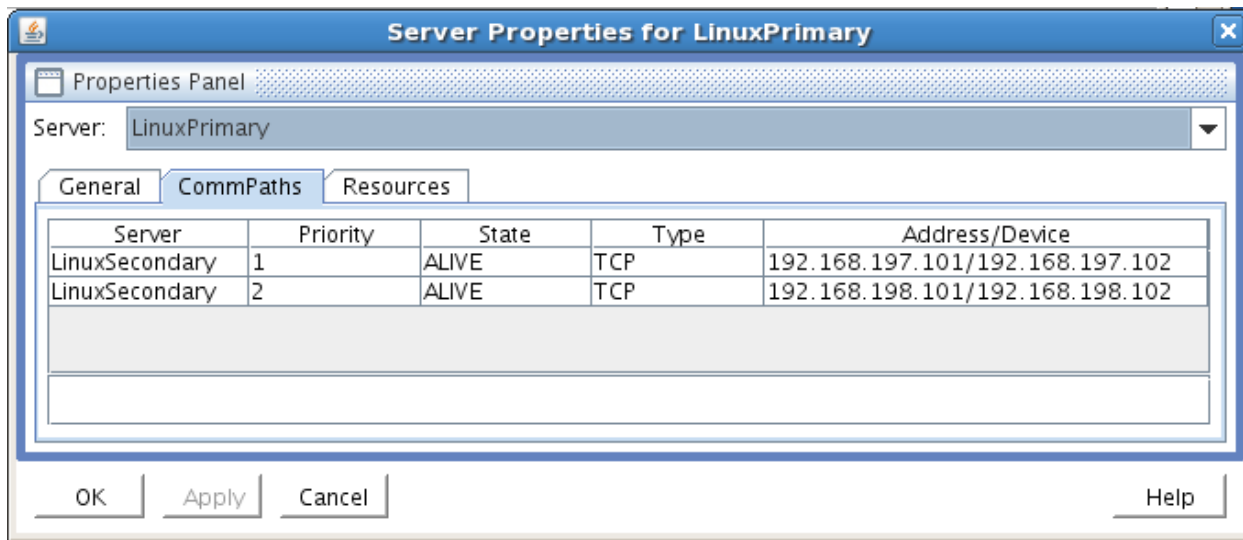 Server Properties for LinuxPrimary
Properties Panel
Server: LinuxPrimary
General CommPaths Resources
Server Priority State Type Address/Device
LinuxSecondary 1 ALIVE TCP 192.168.197.101/192.168.197.102
LinuxSecondary 2 ALIVE TCP 192.168.198.101/192.168.198.102
OK Apply Cancel Help